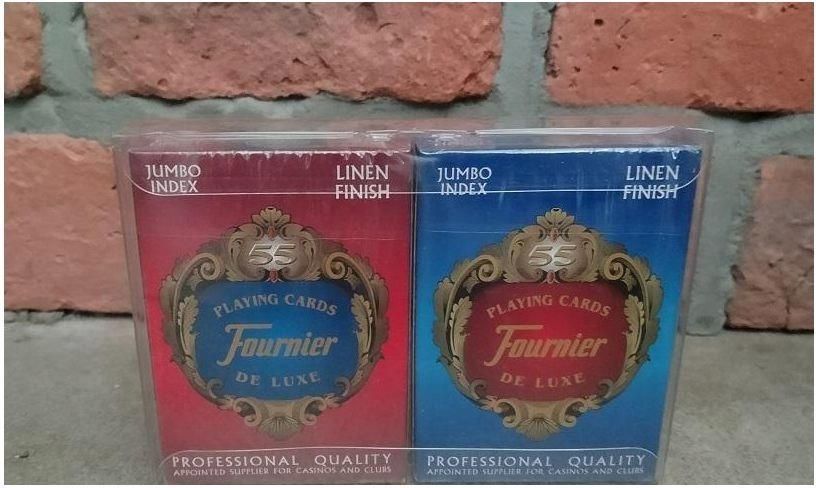 JUMBO
INDEX
LINEN
FINISH
55
PLAYING CARDS
Fournier
DE LUXE
PROFESSIONAL QUALITY
APPOINTED SUPPLIER FOR CASINOS AND CLUBS
JUMBO
INDEX
LINEN
FINISH
55
PLAYING CARDS
Fournier
DE LUXE
PROFESSIONAL QUALITY
APPOINTED SUPPLIER FOR CASINOS AND CLUBS